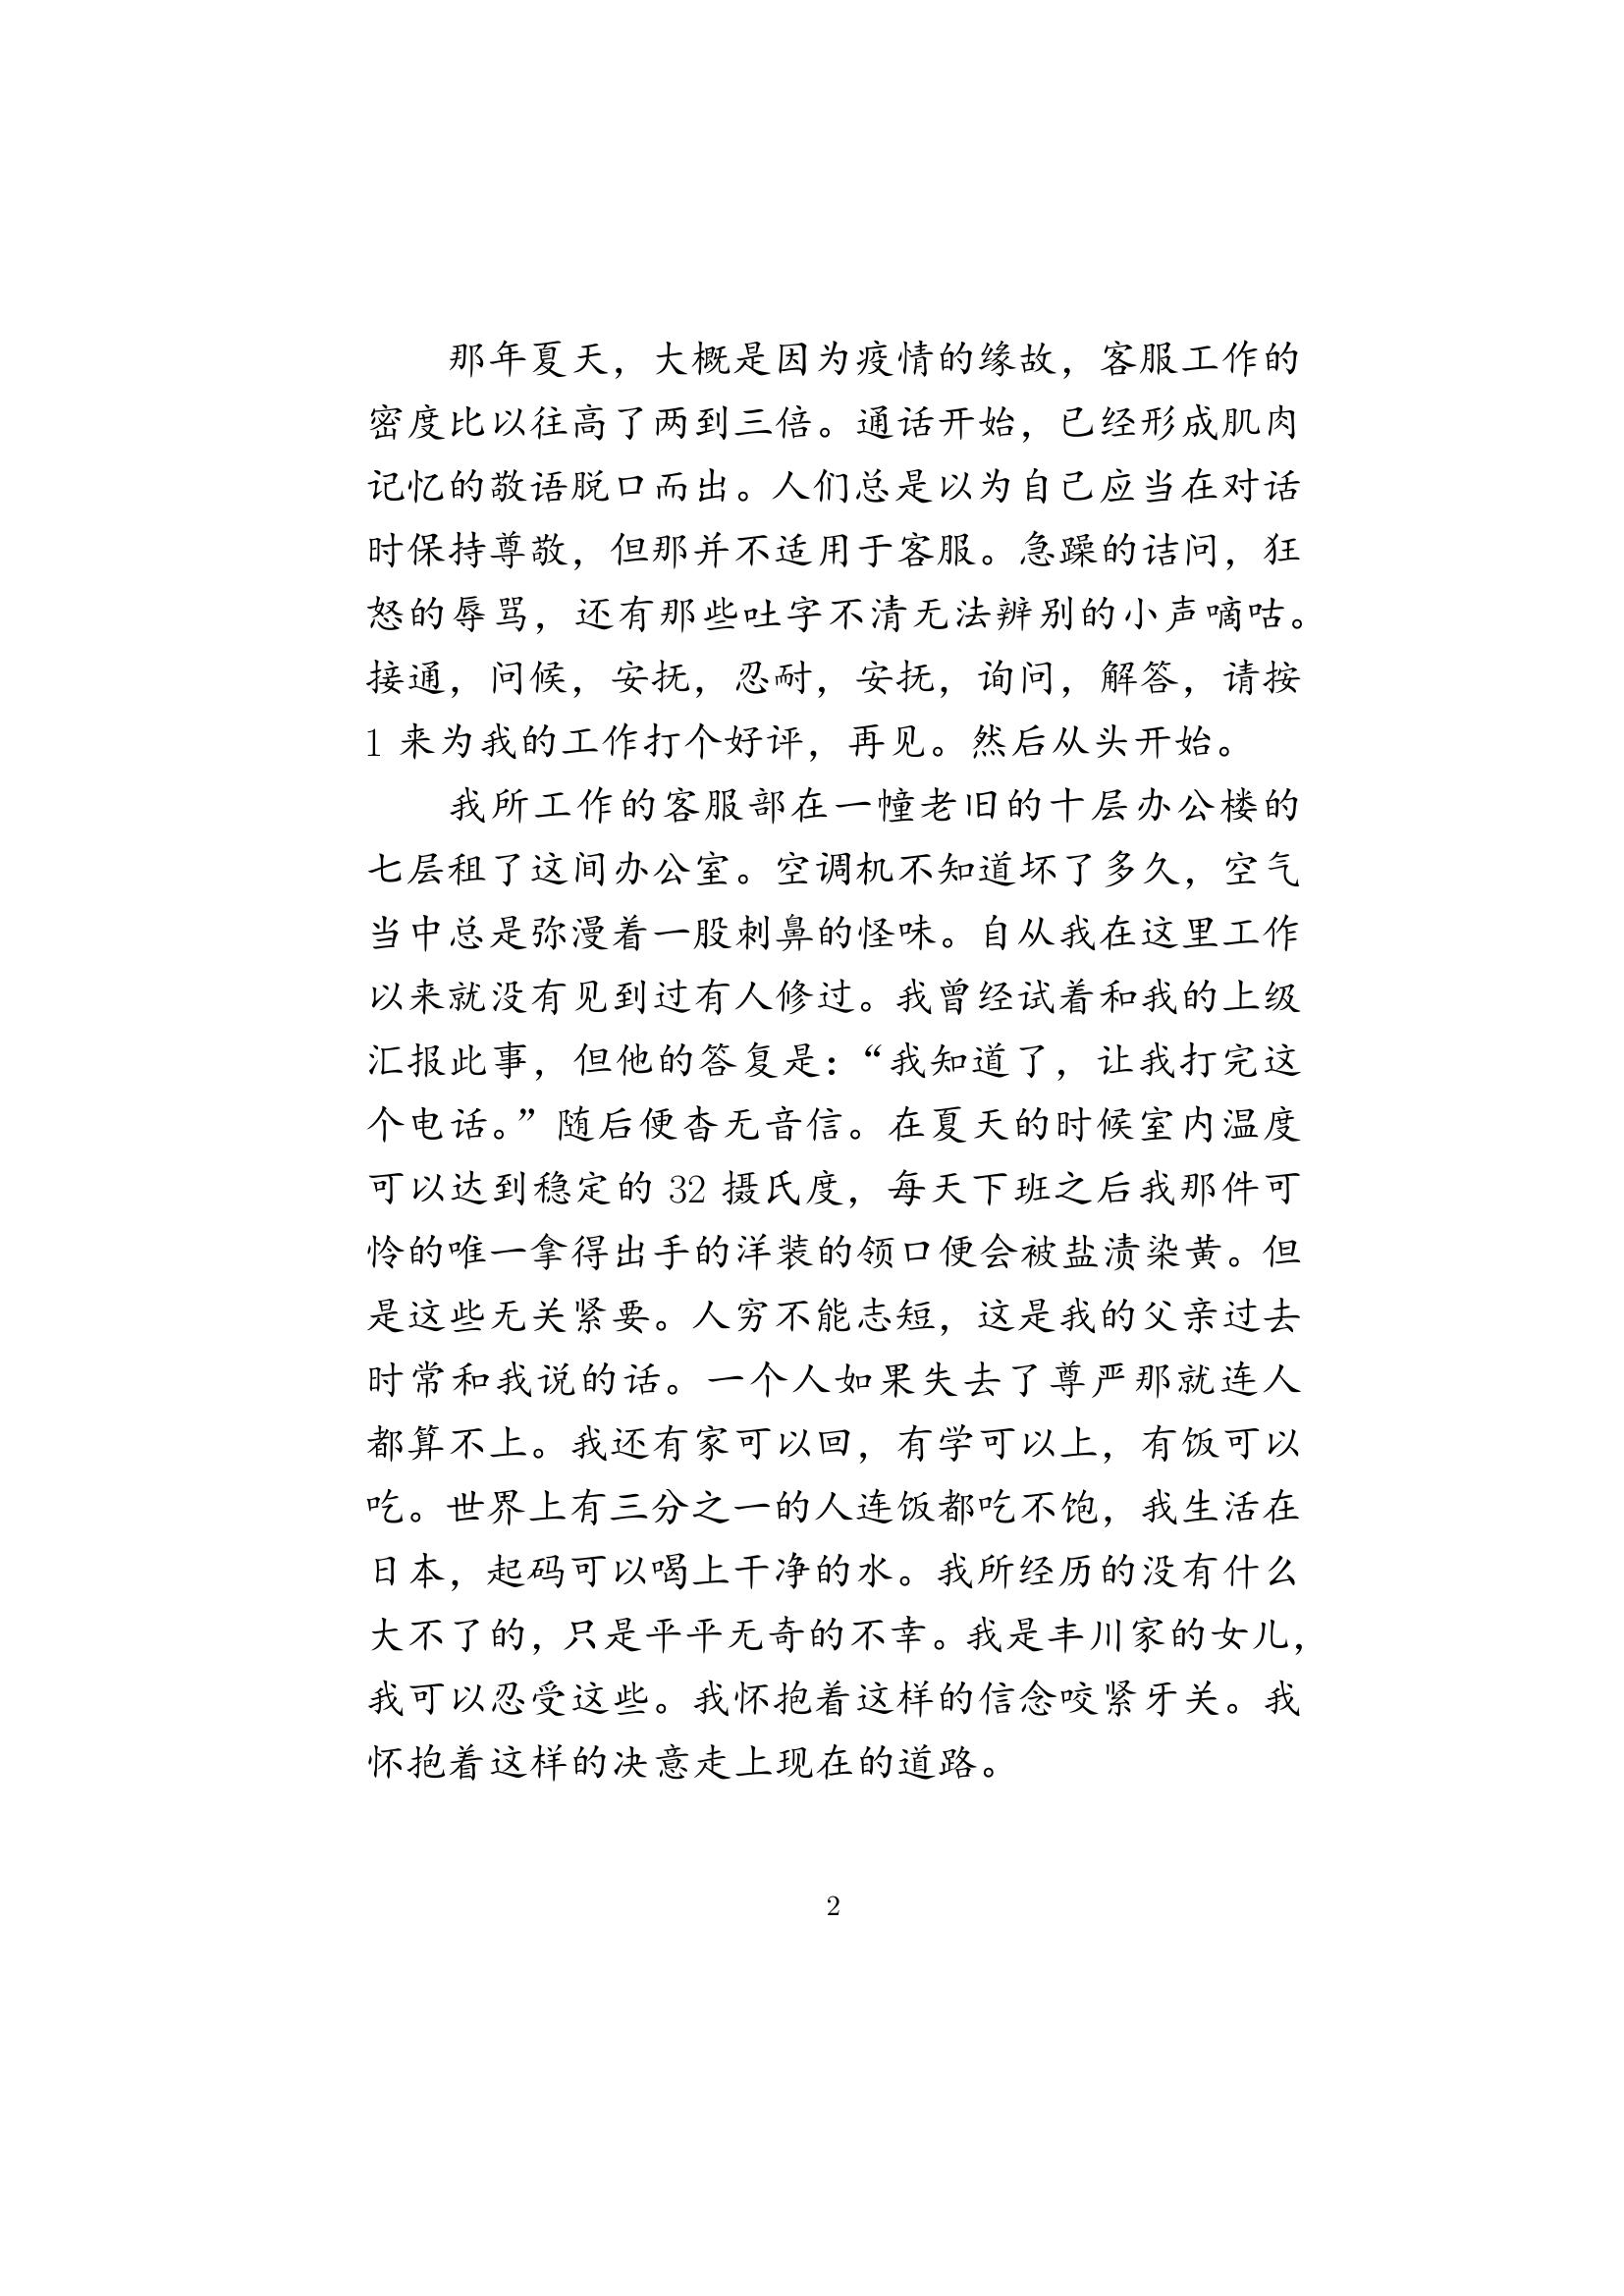 那年夏天，大概是因为疫情的缘故，客服工作的
密度比以往高了两到三倍。通话开始，已经形成肌肉
记忆的敬语脱口而出。人们总是以为自己应当在对话
时保持尊敬，但那并不适用于客服。急躁的诘问，狂
怒的辱骂，还有那些吐字不清无法辨别的小声嘀咕。
接通，问候，安抚，忍耐，安抚，询问，解答，请按
1 来为我的工作打个好评，再见。然后从头开始。
我所工作的客服部在一幢老旧的十层办公楼的
七层租了这间办公室。空调机不知道坏了多久，空气
当中总是弥漫着一股刺鼻的怪味。自从我在这里工作
以来就没有见到过有人修过。我曾经试着和我的上级
汇报此事，但他的答复是：“我知道了，让我打完这
个电话。”随后便杳无音信。在夏天的时候室内温度
可以达到稳定的 32 摄氏度，每天下班之后我那件可
怜的唯一拿得出手的洋装的领口便会被盐渍染黄。但
是这些无关紧要。人穷不能志短，这是我的父亲过去
时常和我说的话。一个人如果失去了尊严那就连人
都算不上。我还有家可以回，有学可以上，有饭可以
吃。世界上有三分之一的人连饭都吃不饱，我生活在
日本，起码可以喝上干净的水。我所经历的没有什么
大不了的，只是平平无奇的不幸。我是丰川家的女儿，
我可以忍受这些。我怀抱着这样的信念咬紧牙关。我
怀抱着这样的决意走上现在的道路。
2